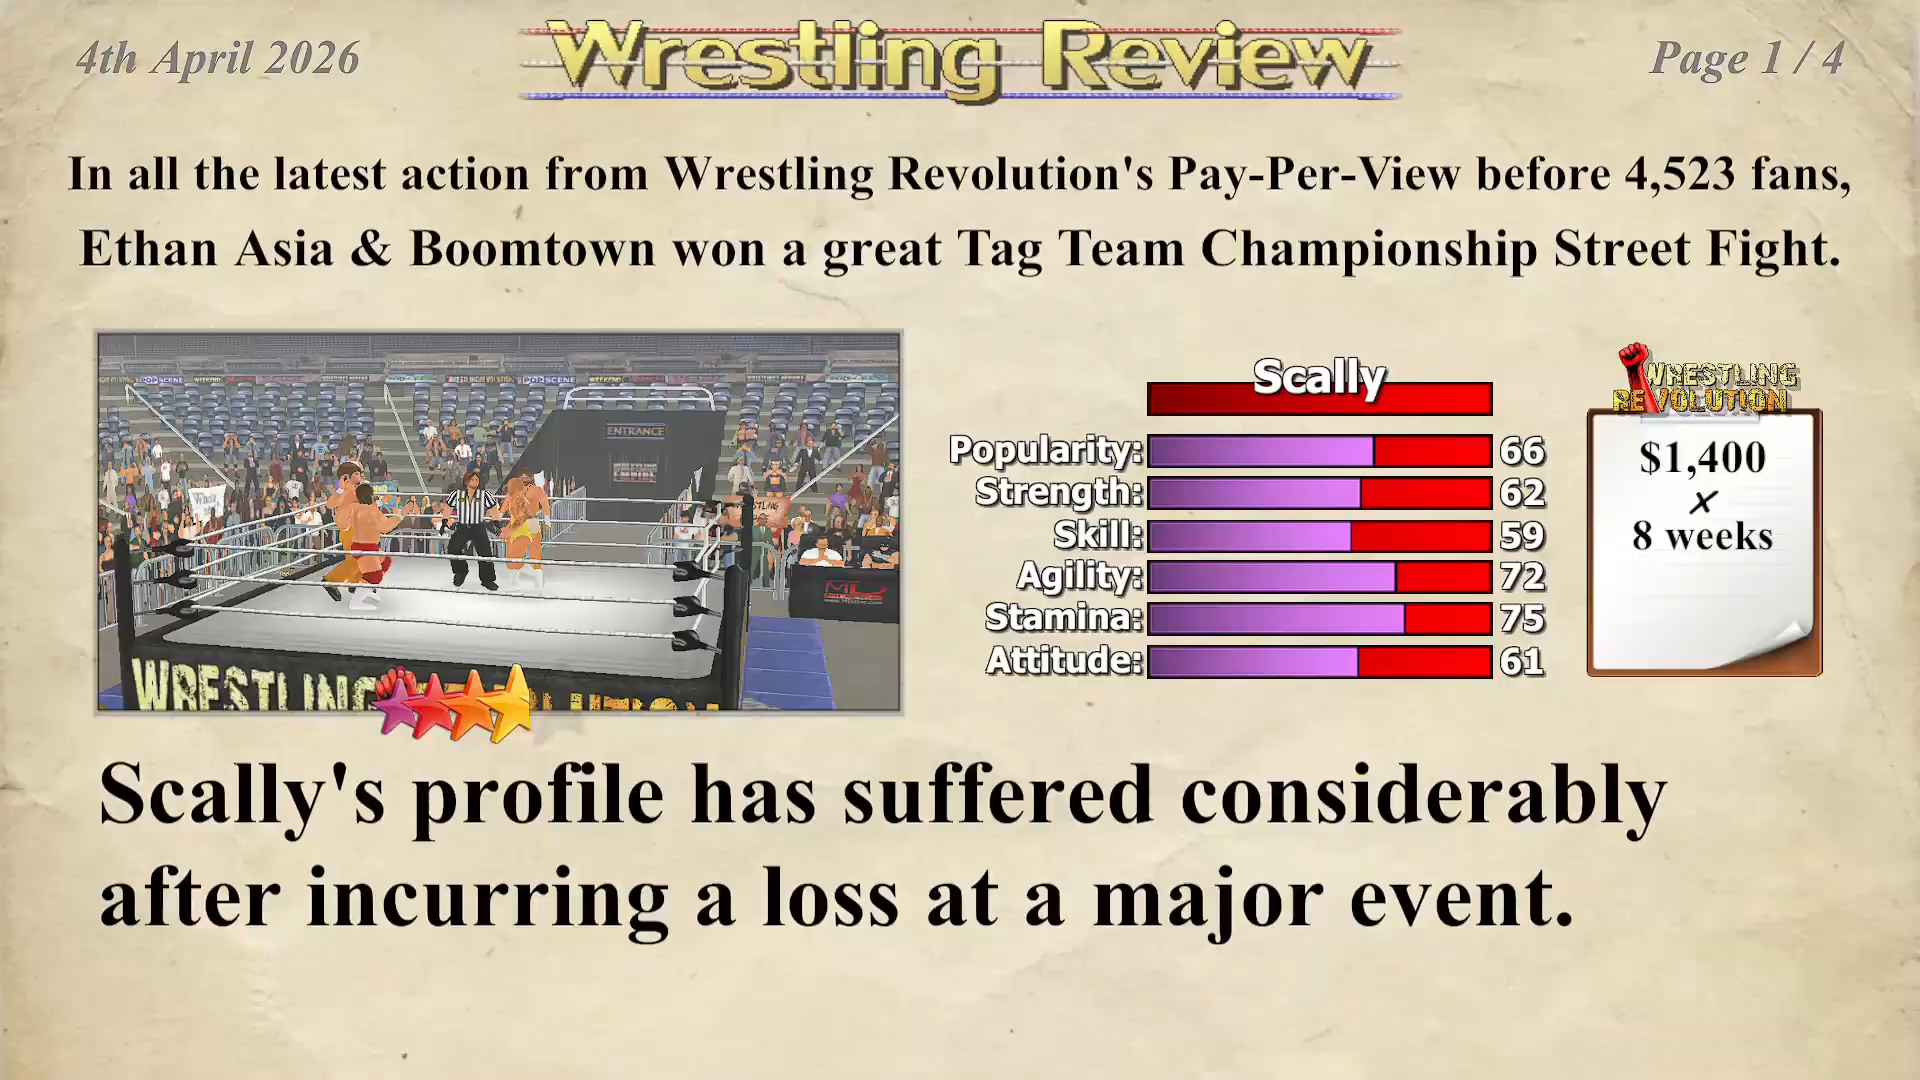 4th April 2026
Wrestling Review
Page 1 / 4
In all the latest action from Wrestling Revolution's Pay-Per-View before 4,523 fans,
Ethan Asia & Boomtown won a great Tag Team Championship Street Fight.
ENTRANCE
WRESTLING
Scally
Popularity: 66
Strength: 62
Skill: 59
Agility: 72
Stamina: 75
Attitude: 61
WRESTLING
REVOLUTION
$1,400
x
8 weeks
Scally's profile has suffered considerably
after incurring a loss at a major event.